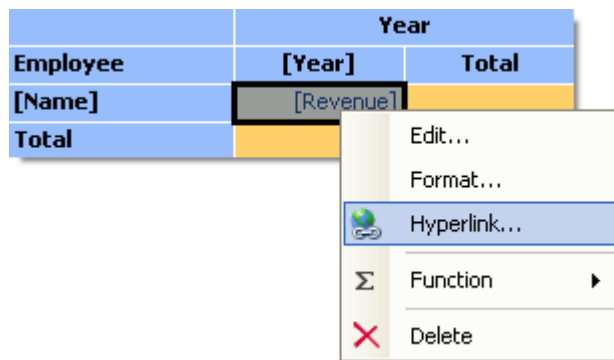 Year
Employee [Year] Total
[Name] [Revenue]
Total
Edit...
Format...
Hyperlink...
Σ Function
Delete